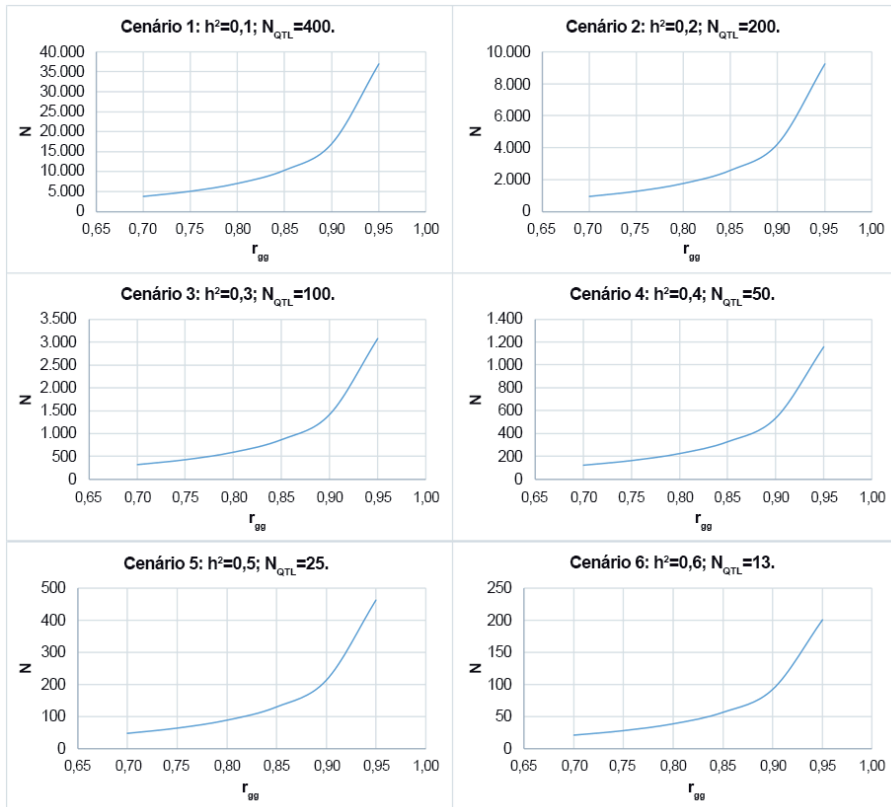 Cenário 1: h²=0,1; N_QTL=400.
40.000
35.000
30.000
25.000
20.000
15.000
10.000
5.000
0
N
0,65 0,70 0,75 0,80 0,85 0,90 0,95 1,00
r_gg
Cenário 2: h²=0,2; N_QTL=200.
10.000
8.000
6.000
4.000
2.000
0
N
0,65 0,70 0,75 0,80 0,85 0,90 0,95 1,00
r_gg
Cenário 3: h²=0,3; N_QTL=100.
3.500
3.000
2.500
2.000
1.500
1.000
500
0
N
0,65 0,70 0,75 0,80 0,85 0,90 0,95 1,00
r_gg
Cenário 4: h²=0,4; N_QTL=50.
1.400
1.200
1.000
800
600
400
200
0
N
0,65 0,70 0,75 0,80 0,85 0,90 0,95 1,00
r_gg
Cenário 5: h²=0,5; N_QTL=25.
500
400
300
200
100
0
N
0,65 0,70 0,75 0,80 0,85 0,90 0,95 1,00
r_gg
Cenário 6: h²=0,6; N_QTL=13.
250
200
150
100
50
0
N
0,65 0,70 0,75 0,80 0,85 0,90 0,95 1,00
r_gg